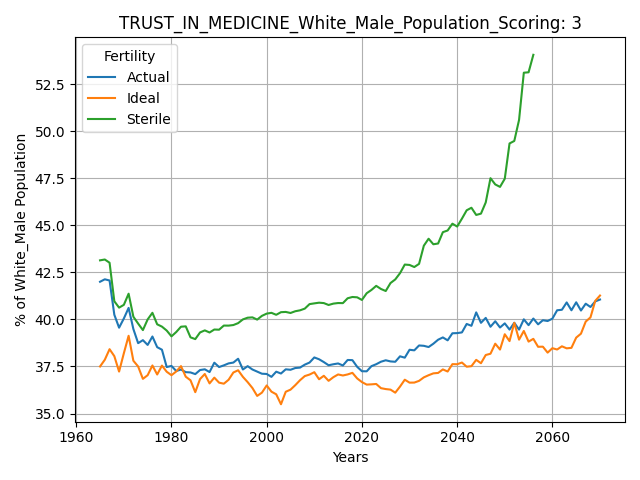 TRUST_IN_MEDICINE_White_Male_Population_Scoring: 3
Fertility
Actual
Ideal
Sterile
% of White_Male Population
52.5
50.0
47.5
45.0
42.5
40.0
37.5
35.0
1960
1980
2000
2020
2040
2060
Years